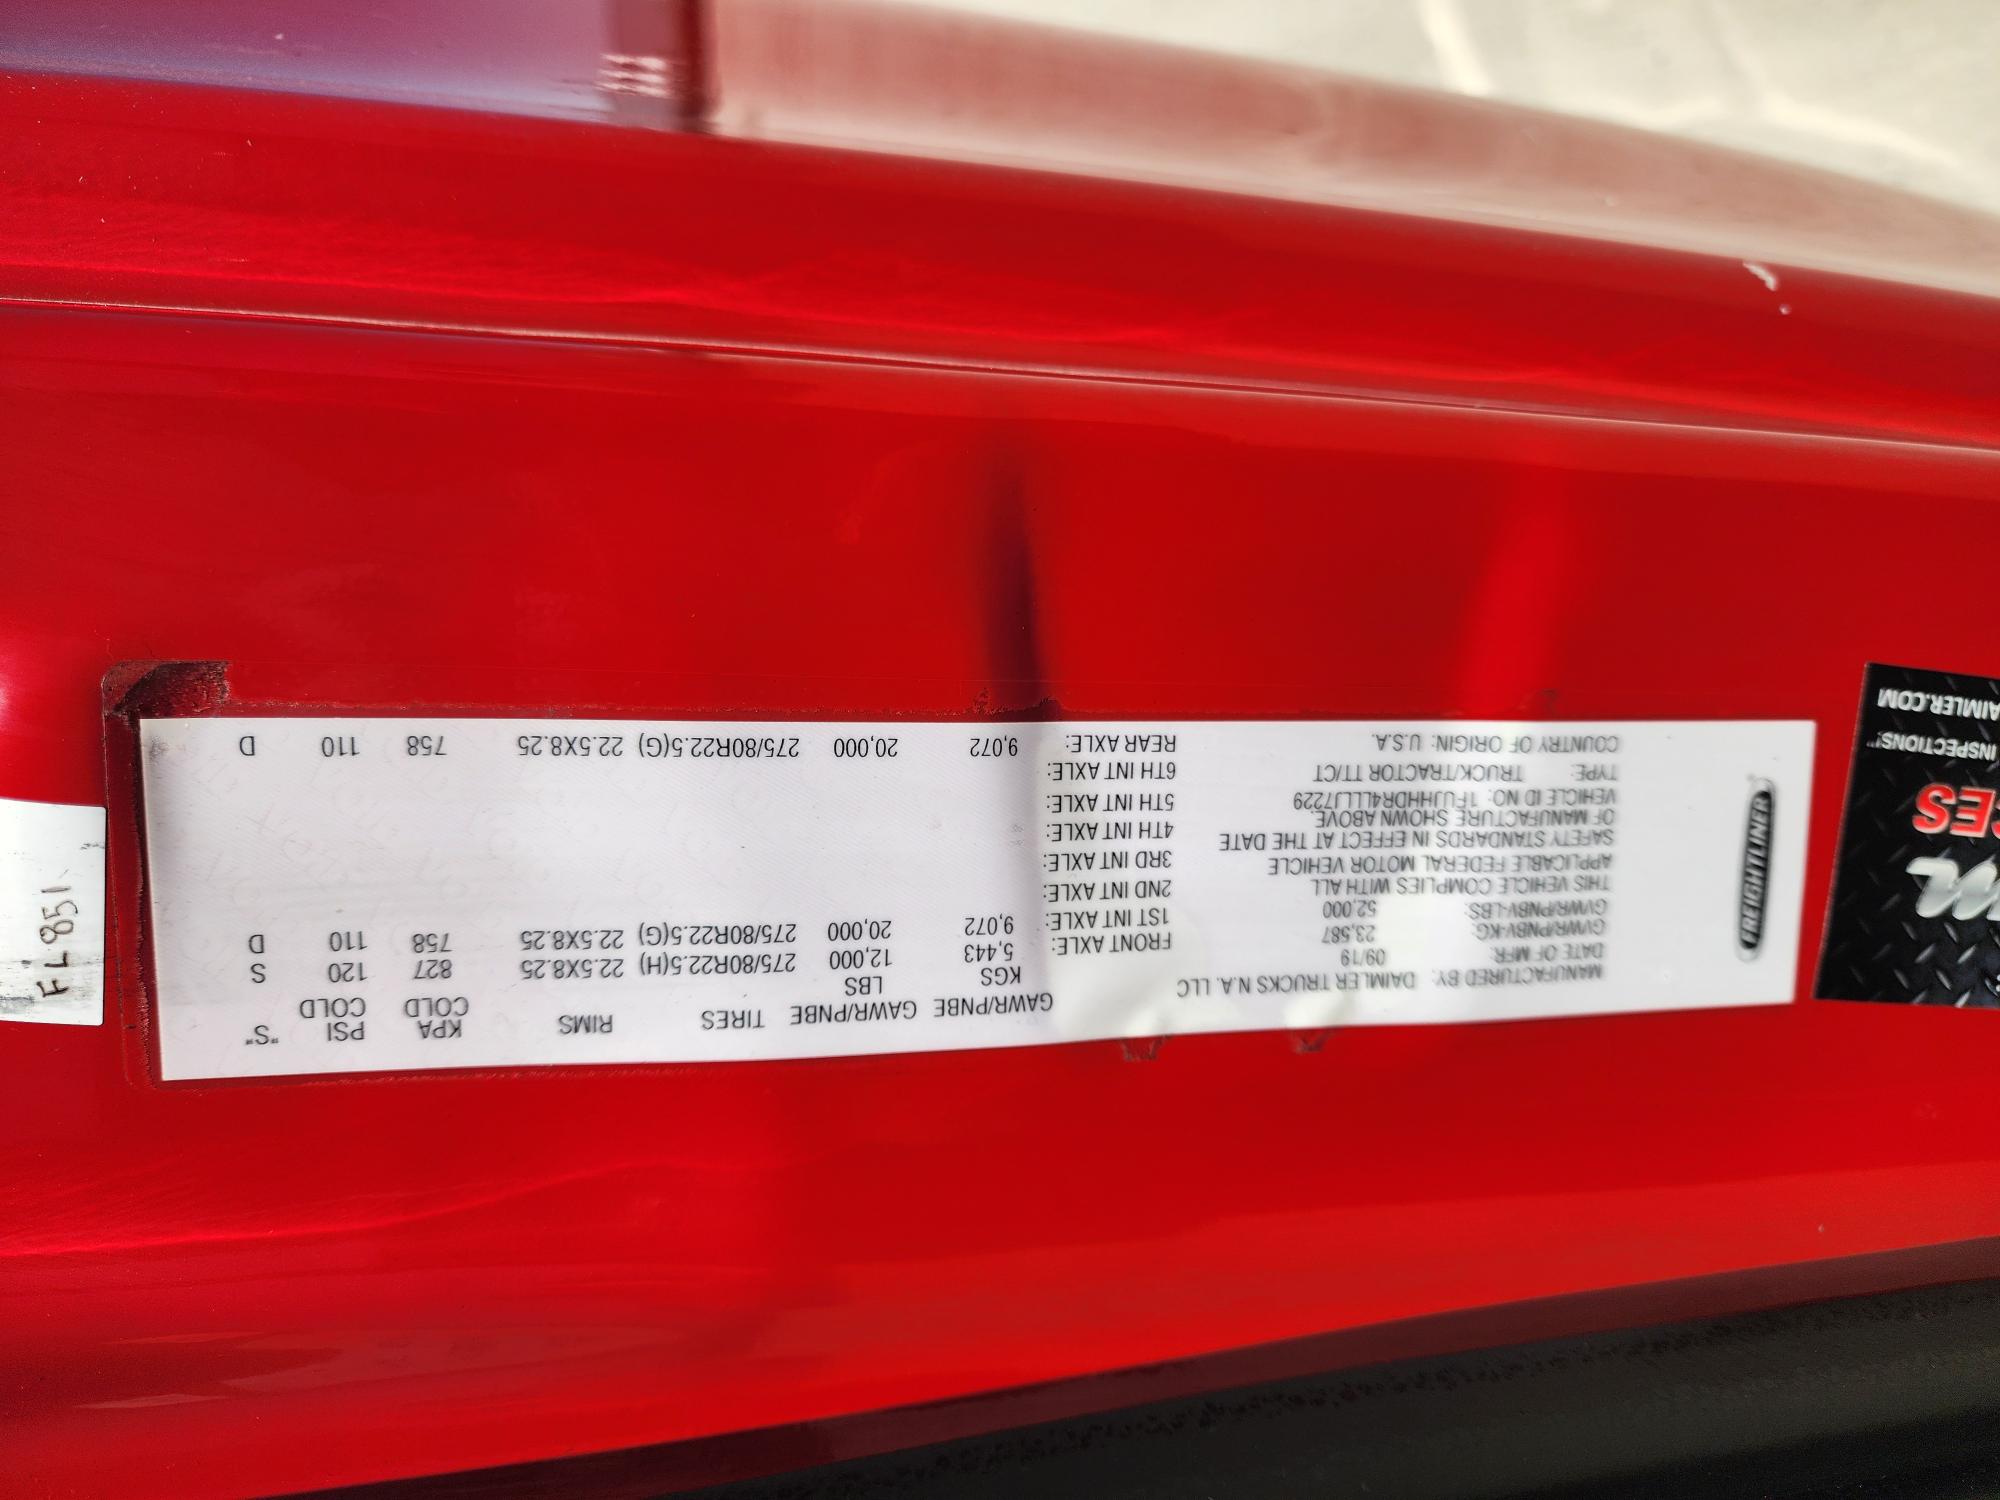 FREIGHTLINER
MANUFACTURED BY: DAIMLER TRUCKS N.A. LLC
DATE OF MFR: 09/19
GVWR/PNBV-KG: 23,587
GVWR/PNBV-LBS: 52,000
THIS VEHICLE COMPLIES WITH ALL
APPLICABLE FEDERAL MOTOR VEHICLE
SAFETY STANDARDS IN EFFECT AT THE DATE
OF MANUFACTURE SHOWN ABOVE.
VEHICLE ID NO: 1FUJHHDR4LLLJ7229
TYPE: TRUCK/TRACTOR TT/CT
COUNTRY OF ORIGIN: U.S.A.
GAWR/PNBE GAWR/PNBE TIRES RIMS KPA PSI "S"
KGS LBS COLD COLD
FRONT AXLE: 5,443 12,000 275/80R22.5(H) 22.5X8.25 827 120 S
1ST INT AXLE: 9,072 20,000 275/80R22.5(G) 22.5X8.25 758 110 D
2ND INT AXLE:
3RD INT AXLE:
4TH INT AXLE:
5TH INT AXLE:
6TH INT AXLE:
REAR AXLE: 9,072 20,000 275/80R22.5(G) 22.5X8.25 758 110 D
FL851
INSPECTIONS
AIMLER.COM